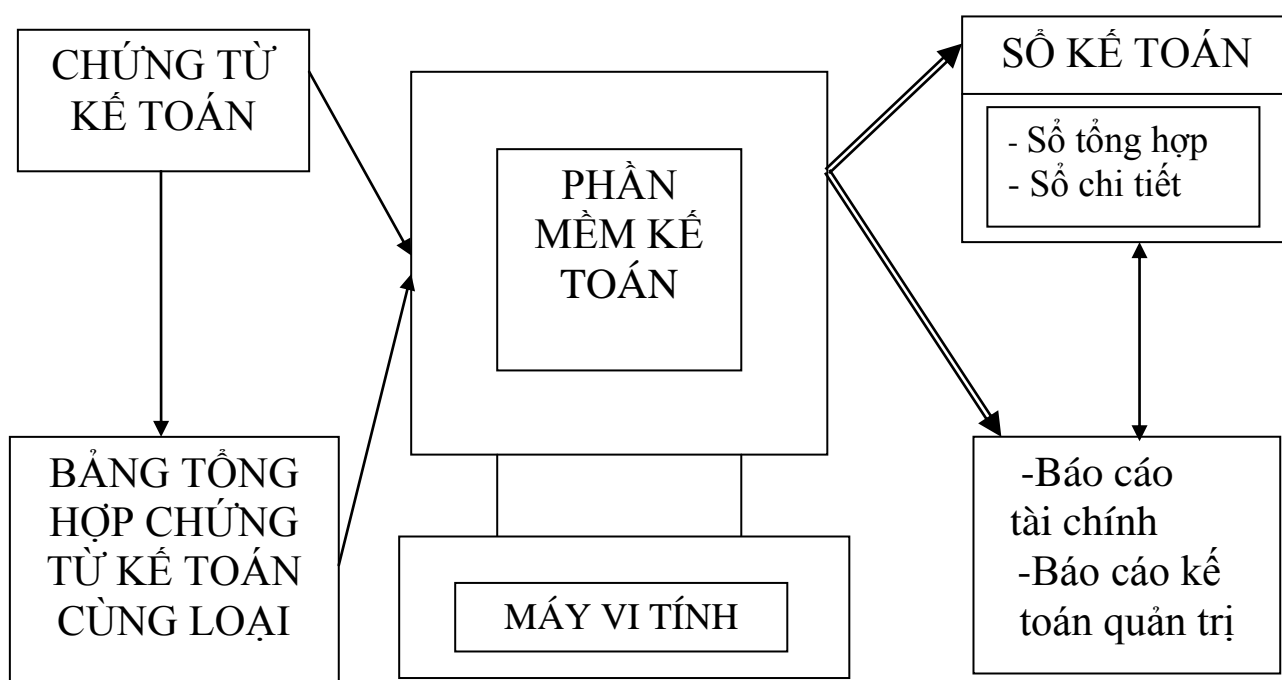 CHỨNG TỪ
KẾ TOÁN
BẢNG TỔNG
HỢP CHỨNG
TỪ KẾ TOÁN
CÙNG LOẠI
PHẦN
MỀM KẾ
TOÁN
MÁY VI TÍNH
SỔ KẾ TOÁN
- Sổ tổng hợp
- Sổ chi tiết
-Báo cáo
tài chính
-Báo cáo kế
toán quản trị